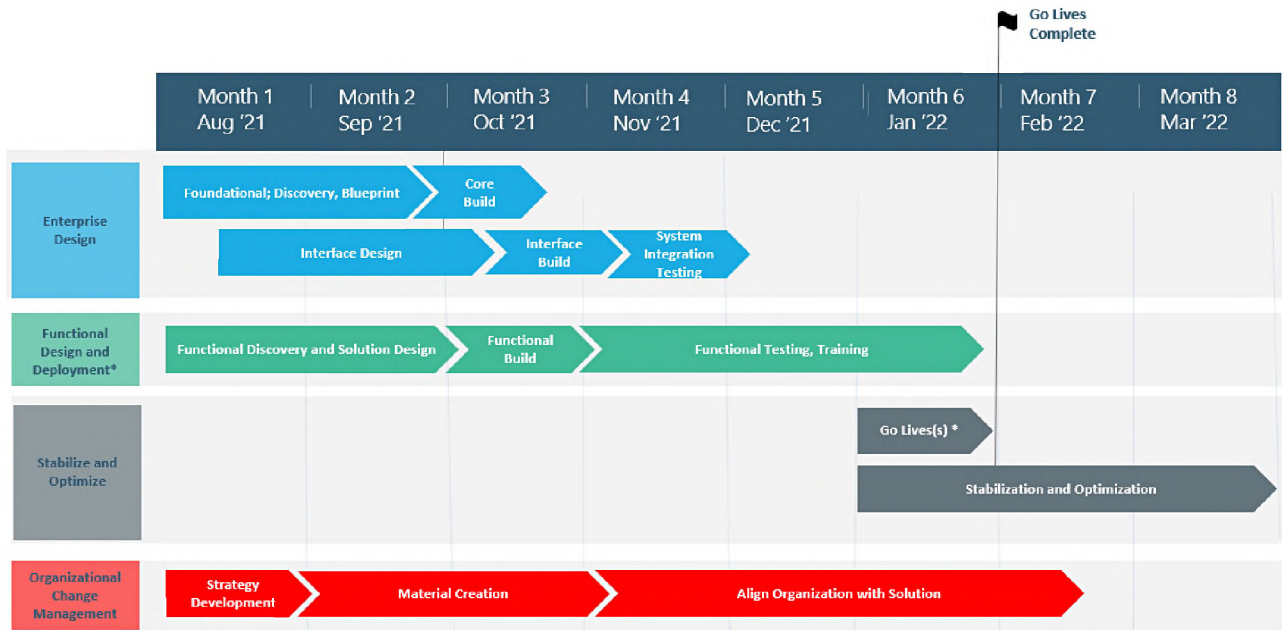 Go Lives
Complete
Month 1
Aug '21
Month 2
Sep '21
Month 3
Oct '21
Month 4
Nov '21
Month 5
Dec '21
Month 6
Jan '22
Month 7
Feb '22
Month 8
Mar '22
Enterprise
Design
Foundational; Discovery, Blueprint
Core
Build
Interface Design
Interface
Build
System
Integration
Testing
Functional
Design and
Deployment*
Functional Discovery and Solution Design
Functional
Build
Functional Testing, Training
Stabilize and
Optimize
Go Lives(s) *
Stabilization and Optimization
Organizational
Change
Management
Strategy
Development
Material Creation
Align Organization with Solution